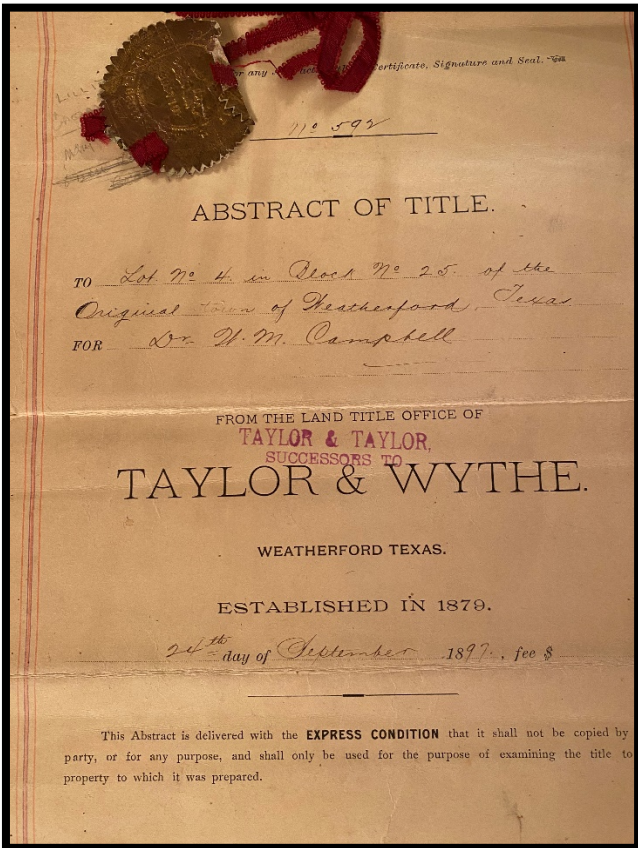 or any Certificate, Signature and Seal.
No 592
ABSTRACT OF TITLE.
TO Lot No 4 in Block No 25 of the
Original town of Weatherford, Texas
FOR Dr. W. M. Campbell
FROM THE LAND TITLE OFFICE OF
TAYLOR & TAYLOR,
SUCCESSORS TO
TAYLOR & WYTHE.
WEATHERFORD TEXAS.
ESTABLISHED IN 1879.
24th day of September 1897., fee $
This Abstract is delivered with the EXPRESS CONDITION that it shall not be copied by
party, or for any purpose, and shall only be used for the purpose of examining the title to
property to which it was prepared.